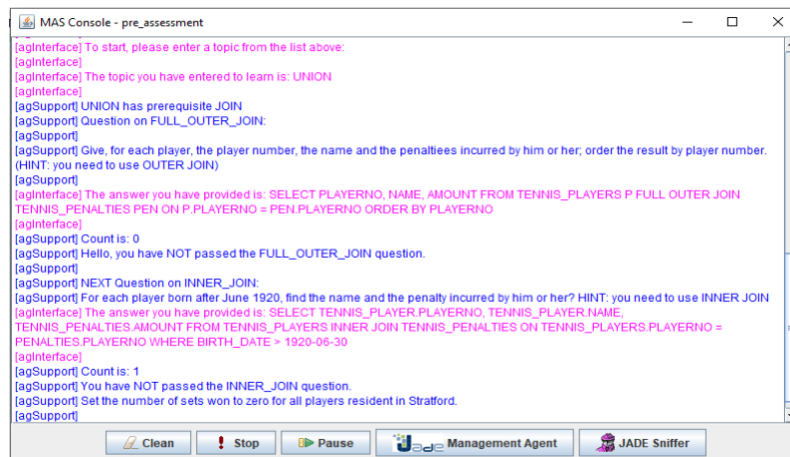 MAS Console - pre_assessment
[agInterface] To start, please enter a topic from the list above:
[agInterface]
[agInterface] The topic you have entered to learn is: UNION
[agInterface]
[agSupport] UNION has prerequisite JOIN
[agSupport] Question on FULL_OUTER_JOIN:
[agSupport]
[agSupport] Give, for each player, the player number, the name and the penaltiees incurred by him or her; order the result by player number.
(HINT: you need to use OUTER JOIN)
[agSupport]
[agInterface] The answer you have provided is: SELECT PLAYERNO, NAME, AMOUNT FROM TENNIS_PLAYERS P FULL OUTER JOIN
TENNIS_PENALTIES PEN ON P.PLAYERNO = PEN.PLAYERNO ORDER BY PLAYERNO
[agInterface]
[agSupport] Count is: 0
[agSupport] Hello, you have NOT passed the FULL_OUTER_JOIN question.
[agSupport]
[agSupport] NEXT Question on INNER_JOIN:
[agSupport] For each player born after June 1920, find the name and the penalty incurred by him or her? HINT: you need to use INNER JOIN
[agInterface] The answer you have provided is: SELECT TENNIS_PLAYER.PLAYERNO, TENNIS_PLAYER.NAME,
TENNIS_PENALTIES.AMOUNT FROM TENNIS_PLAYERS INNER JOIN TENNIS_PENALTIES ON TENNIS_PLAYERS.PLAYERNO =
PENALTIES.PLAYERNO WHERE BIRTH_DATE > 1920-06-30
[agInterface]
[agSupport] Count is: 1
[agSupport] You have NOT passed the INNER_JOIN question.
[agSupport] Set the number of sets won to zero for all players resident in Stratford.
[agSupport]
Clean Stop Pause Jade Management Agent JADE Sniffer